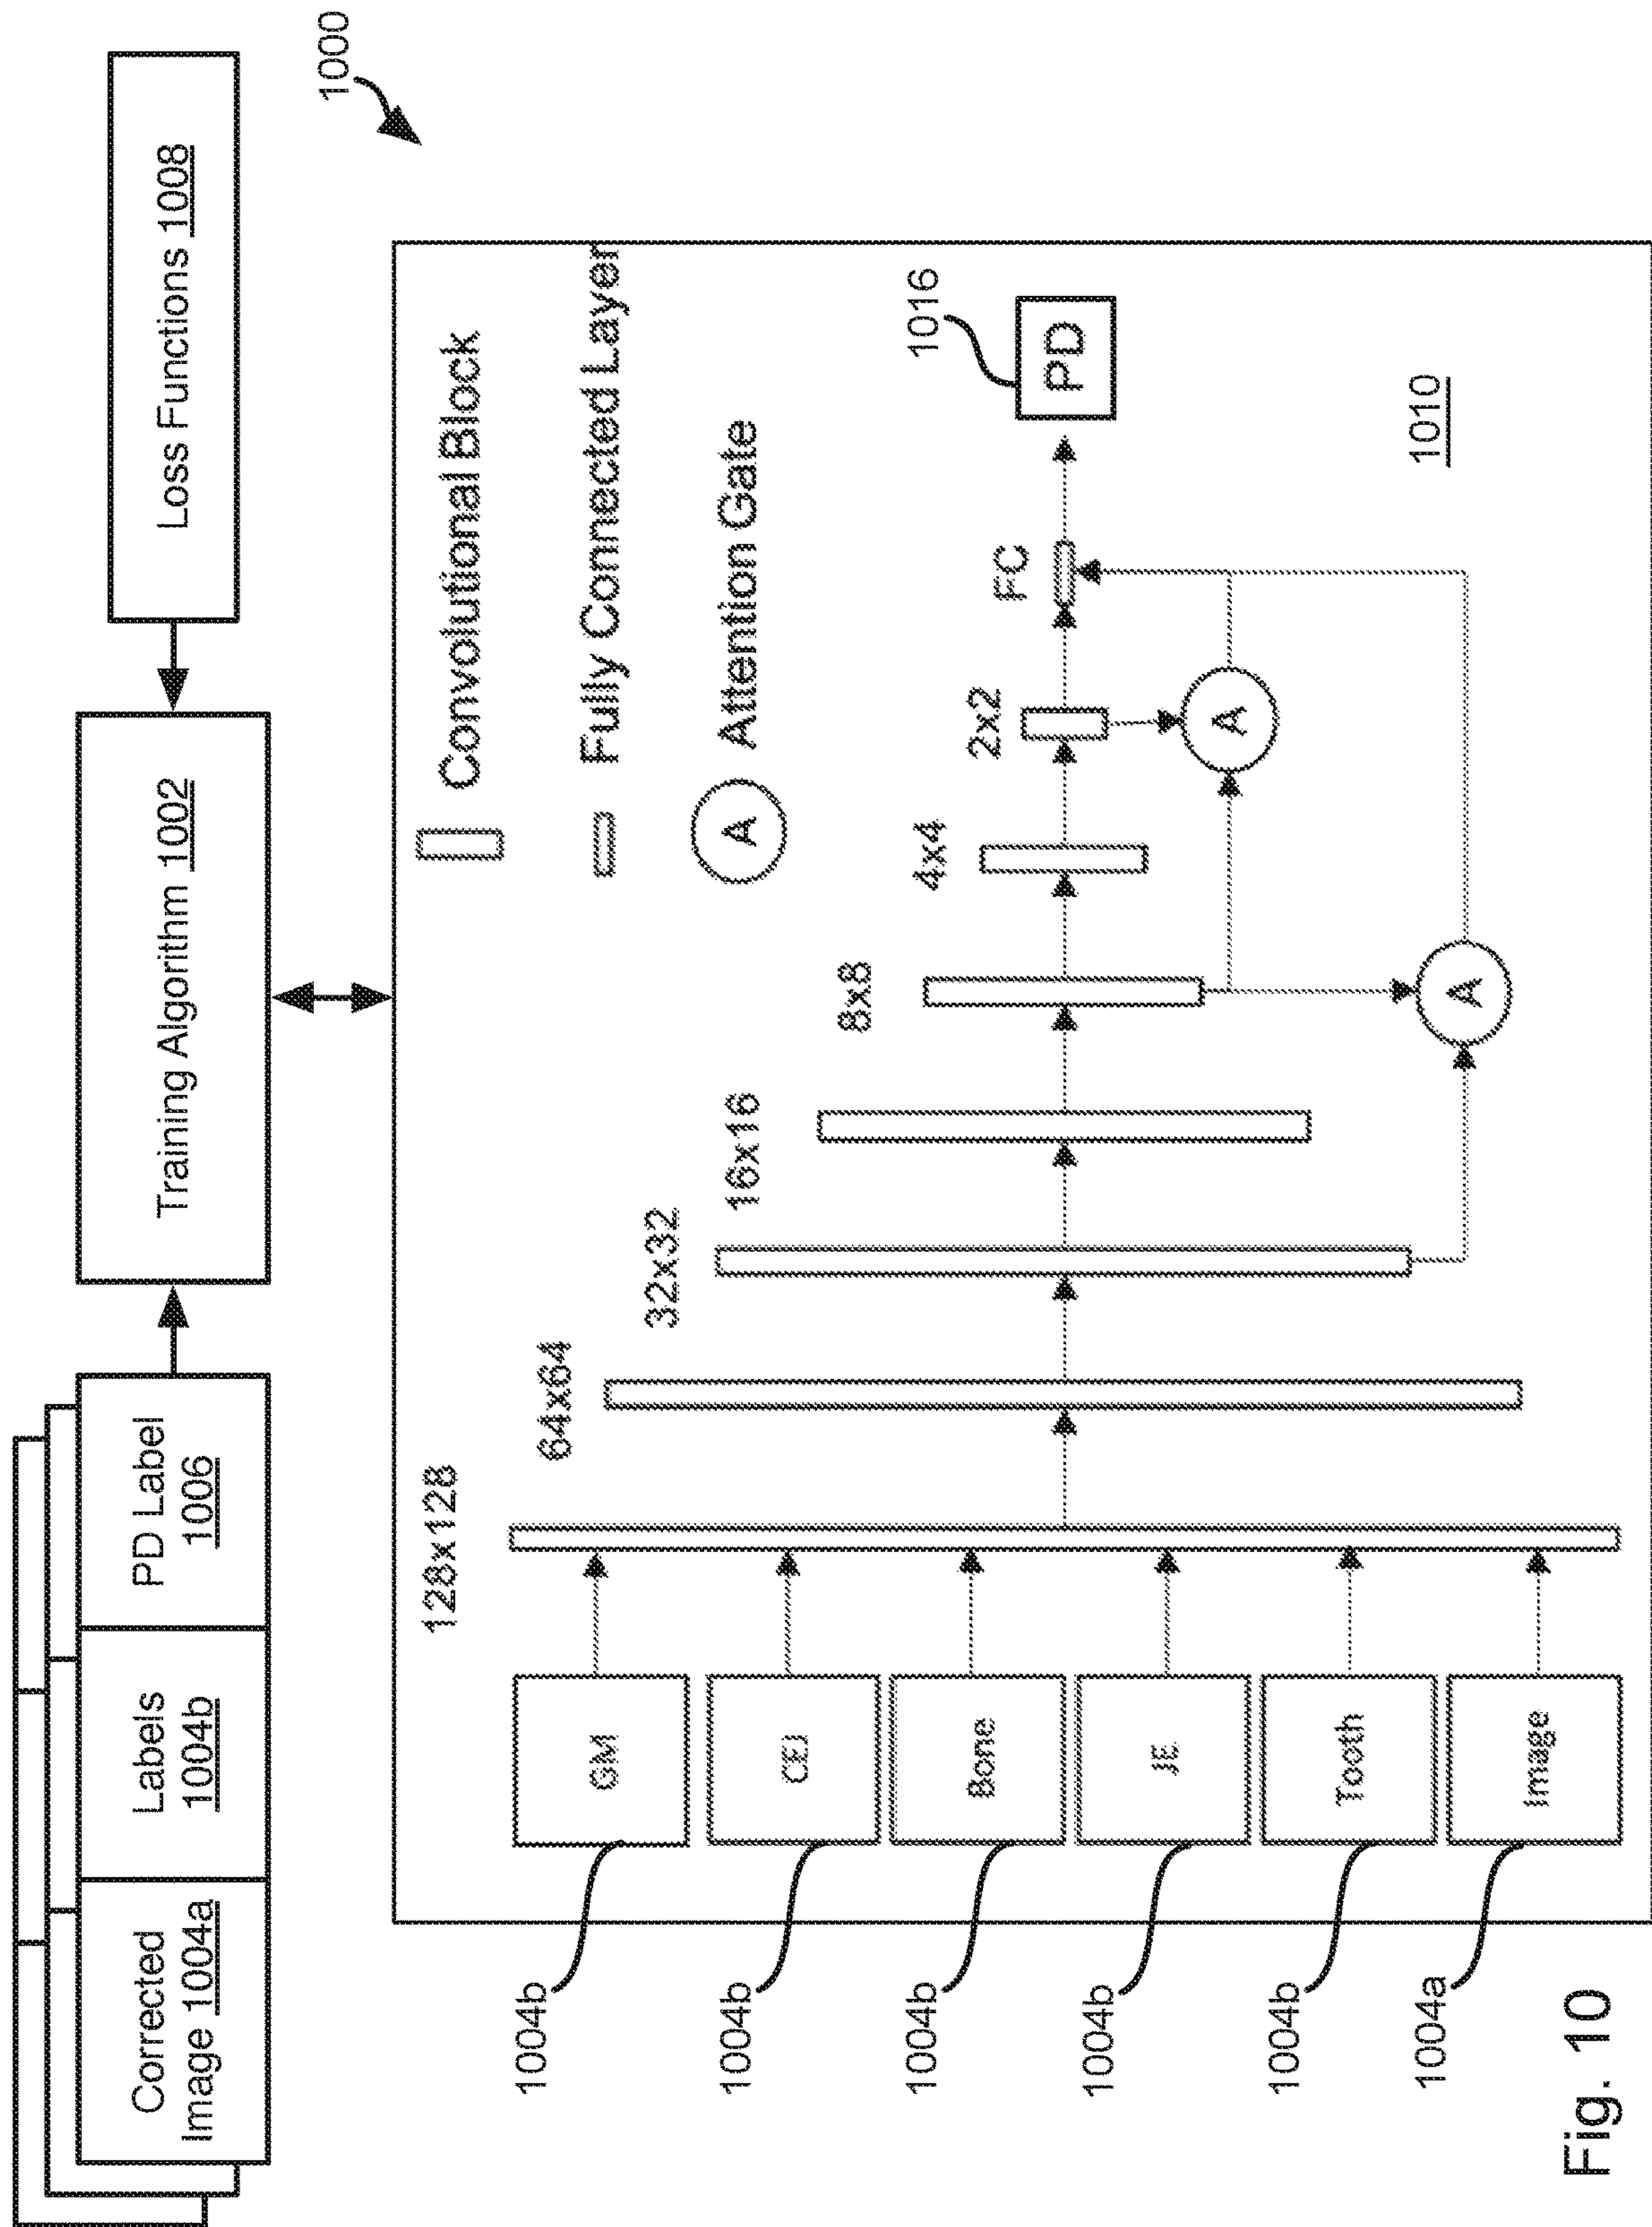 Corrected
Image 1004a
Labels
1004b
PD Label
1006
Training Algorithm 1002
Loss Functions 1008
1000
Convolutional Block
Fully Connected Layer
A Attention Gate
128x128
64x64
32x32
16x16
8x8
4x4
2x2
FC
1016
PD
1004b
GM
1004b
CEJ
1004b
Bone
1004b
JE
1004b
Tooth
1004a
Image
A
A
1010
Fig. 10